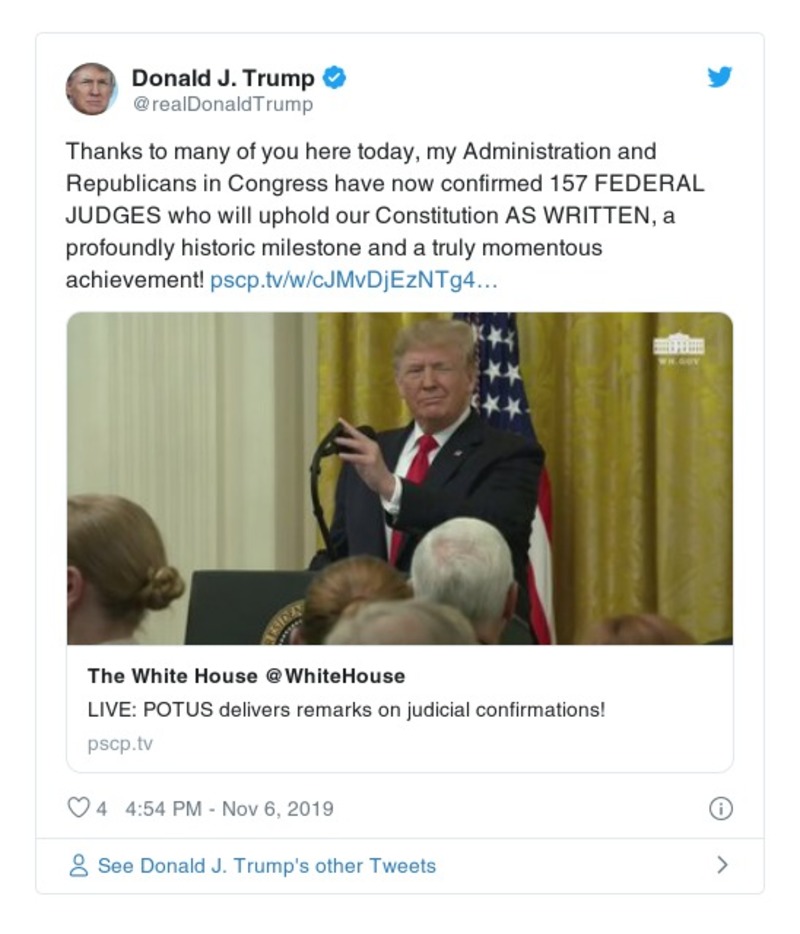 Donald J. Trump
@realDonaldTrump
Thanks to many of you here today, my Administration and
Republicans in Congress have now confirmed 157 FEDERAL
JUDGES who will uphold our Constitution AS WRITTEN, a
profoundly historic milestone and a truly momentous
achievement! pscp.tv/w/cJMvDjEzNTg4…
WH.GOV
The White House @WhiteHouse
LIVE: POTUS delivers remarks on judicial confirmations!
pscp.tv
4 4:54 PM - Nov 6, 2019
See Donald J. Trump's other Tweets